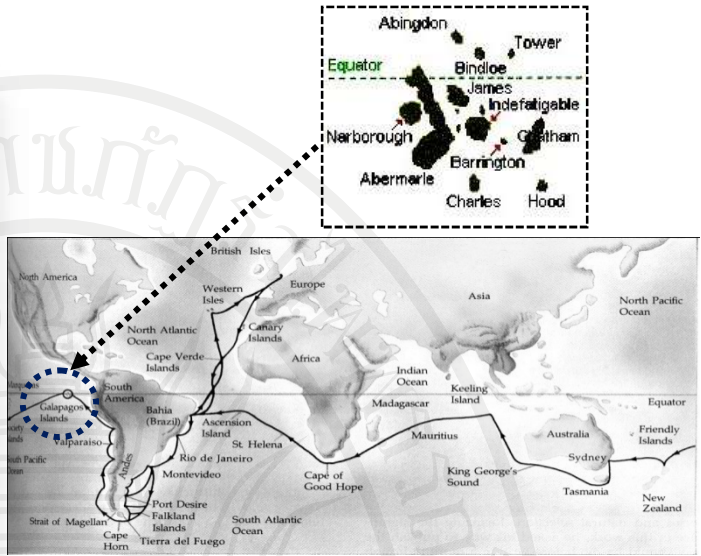 Abingdon
Tower
Equator
Bindloe
James
Indefatigable
Narborough
Chatham
Barrington
Abermarle
Charles
Hood
British Isles
North America
Western
Isles
Europe
Asia
North Pacific
Ocean
North Atlantic
Ocean
Canary
Islands
Cape Verde
Islands
Africa
Indian
Ocean
South
America
Keeling
Island
Galapagos
Islands
Bahia
(Brazil)
Ascension
Island
Madagascar
Equator
Valparaiso
St. Helena
Mauritius
Australia
Friendly
Islands
Rio de Janeiro
Andes
Montevideo
Cape of
Good Hope
King George's
Sound
Sydney
Tasmania
New
Zealand
Port Desire
Falkland
Islands
South Atlantic
Ocean
Strait of Magellan
Cape
Horn
Tierra del Fuego